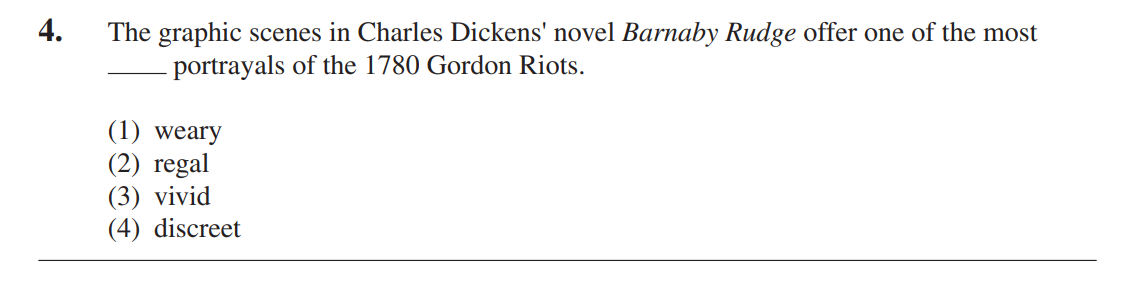 4. The graphic scenes in Charles Dickens' novel Barnaby Rudge offer one of the most
____ portrayals of the 1780 Gordon Riots.
(1) weary
(2) regal
(3) vivid
(4) discreet